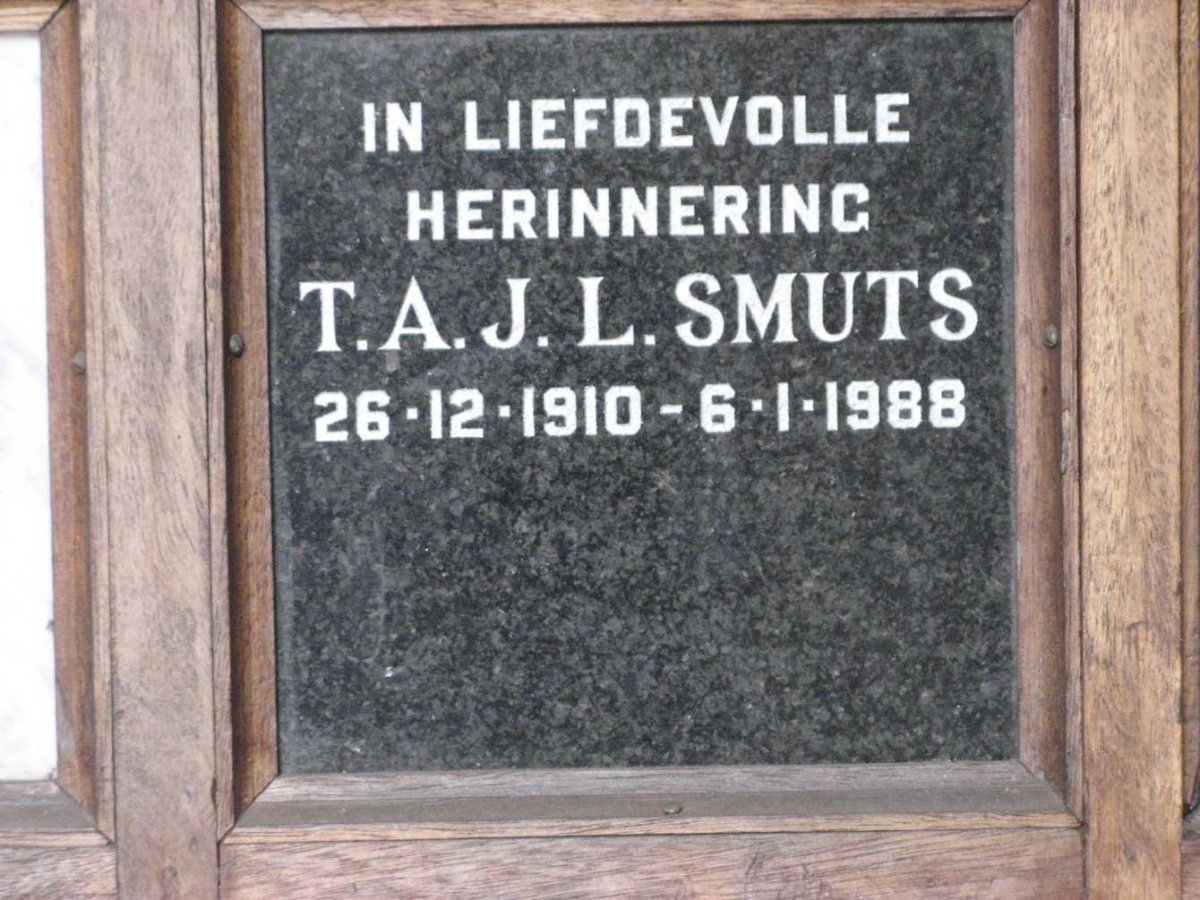 IN LIEFDEVOLLE
HERINNERING
T.A.J.L. SMUTS
26·12·1910 – 6·1·1988